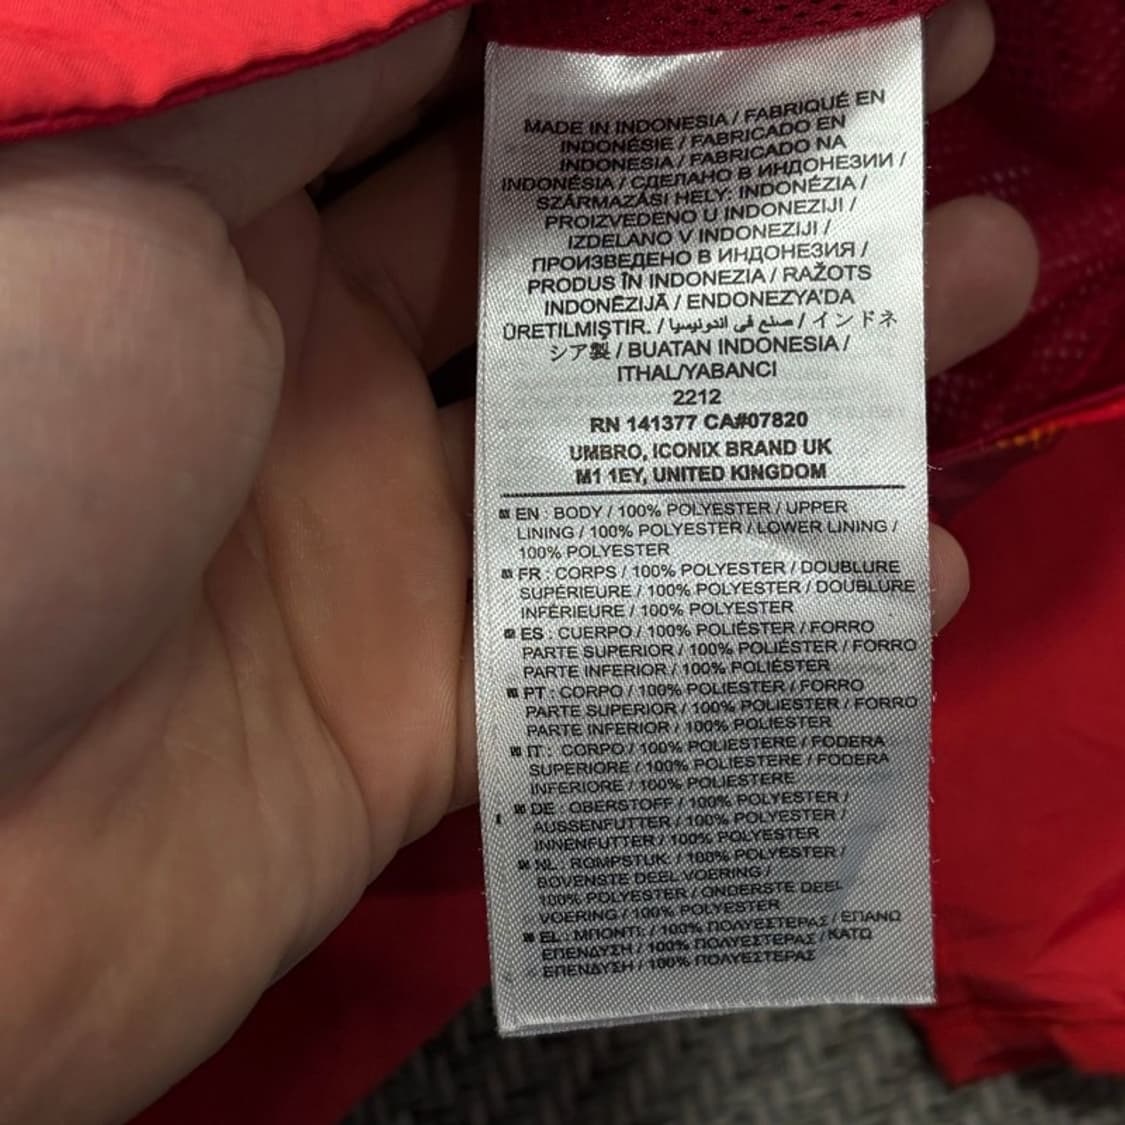 MADE IN INDONESIA / FABRIQUÉ EN
INDONÉSIE / FABRICADO EN
INDONESIA / FABRICADO NA
INDONÉSIA / СДЕЛАНО В ИНДОНЕЗИИ /
SZÁRMAZÁSI HELY: INDONÉZIA /
PROIZVEDENO U INDONEZIJI /
IZDELANO V INDONEZIJI /
ПРОИЗВЕДЕНО В ИНДОНЕЗИЯ /
PRODUS ÎN INDONEZIA / RAŽOTS
INDONĒZIJĀ / ENDONEZYA'DA
ÜRETILMIŞTIR. / صنع في اندونيسيا / インドネ
シア製 / BUATAN INDONESIA /
ITHAL/YABANCI
2212
RN 141377 CA#07820
UMBRO, ICONIX BRAND UK
M1 1EY, UNITED KINGDOM
EN : BODY / 100% POLYESTER / UPPER
LINING / 100% POLYESTER / LOWER LINING /
100% POLYESTER
FR : CORPS / 100% POLYESTER / DOUBLURE
SUPÉRIEURE / 100% POLYESTER / DOUBLURE
INFÉRIEURE / 100% POLYESTER
ES : CUERPO / 100% POLIÉSTER / FORRO
PARTE SUPERIOR / 100% POLIÉSTER / FORRO
PARTE INFERIOR / 100% POLIÉSTER
PT : CORPO / 100% POLIESTER / FORRO
PARTE SUPERIOR / 100% POLIESTER / FORRO
PARTE INFERIOR / 100% POLIESTER
IT : CORPO / 100% POLIESTERE / FODERA
SUPERIORE / 100% POLIESTERE / FODERA
INFERIORE / 100% POLIESTERE
DE : OBERSTOFF / 100% POLYESTER /
AUSSENFUTTER / 100% POLYESTER /
INNENFUTTER / 100% POLYESTER
NL : ROMPSTUK / 100% POLYESTER /
BOVENSTE DEEL VOERING /
100% POLYESTER / ONDERSTE DEEL
VOERING / 100% POLYESTER
EL : ΜΠΟΝΤΙ: / 100% ΠΟΛΥΕΣΤΕΡΑΣ / ΕΠΑΝΩ
ΕΠΕΝΔΥΣΗ / 100% ΠΟΛΥΕΣΤΕΡΑΣ / ΚΑΤΩ
ΕΠΕΝΔΥΣΗ / 100% ΠΟΛΥΕΣΤΕΡΑΣ